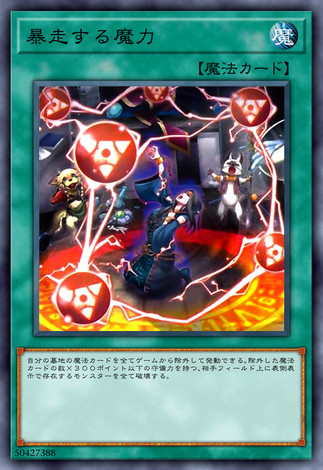 暴走する魔力
魔
【魔法カード】
自分の墓地の魔法カードを全てゲームから除外して発動できる。除外した魔法
カードの数×３００ポイント以下の守備力を持つ、相手フィールド上に表側表
示で存在するモンスターを全て破壊する。
50427388